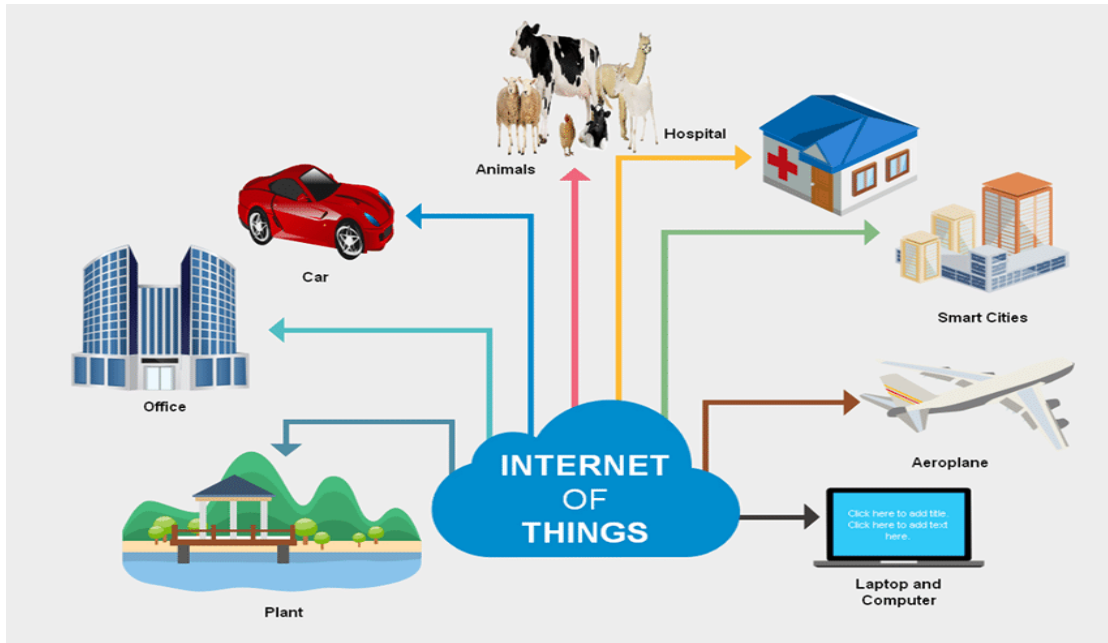 Hospital
Animals
Car
Smart Cities
Office
Aeroplane
INTERNET
OF
THINGS
Click here to add title.
Click here to add text
here.
Laptop and
Computer
Plant